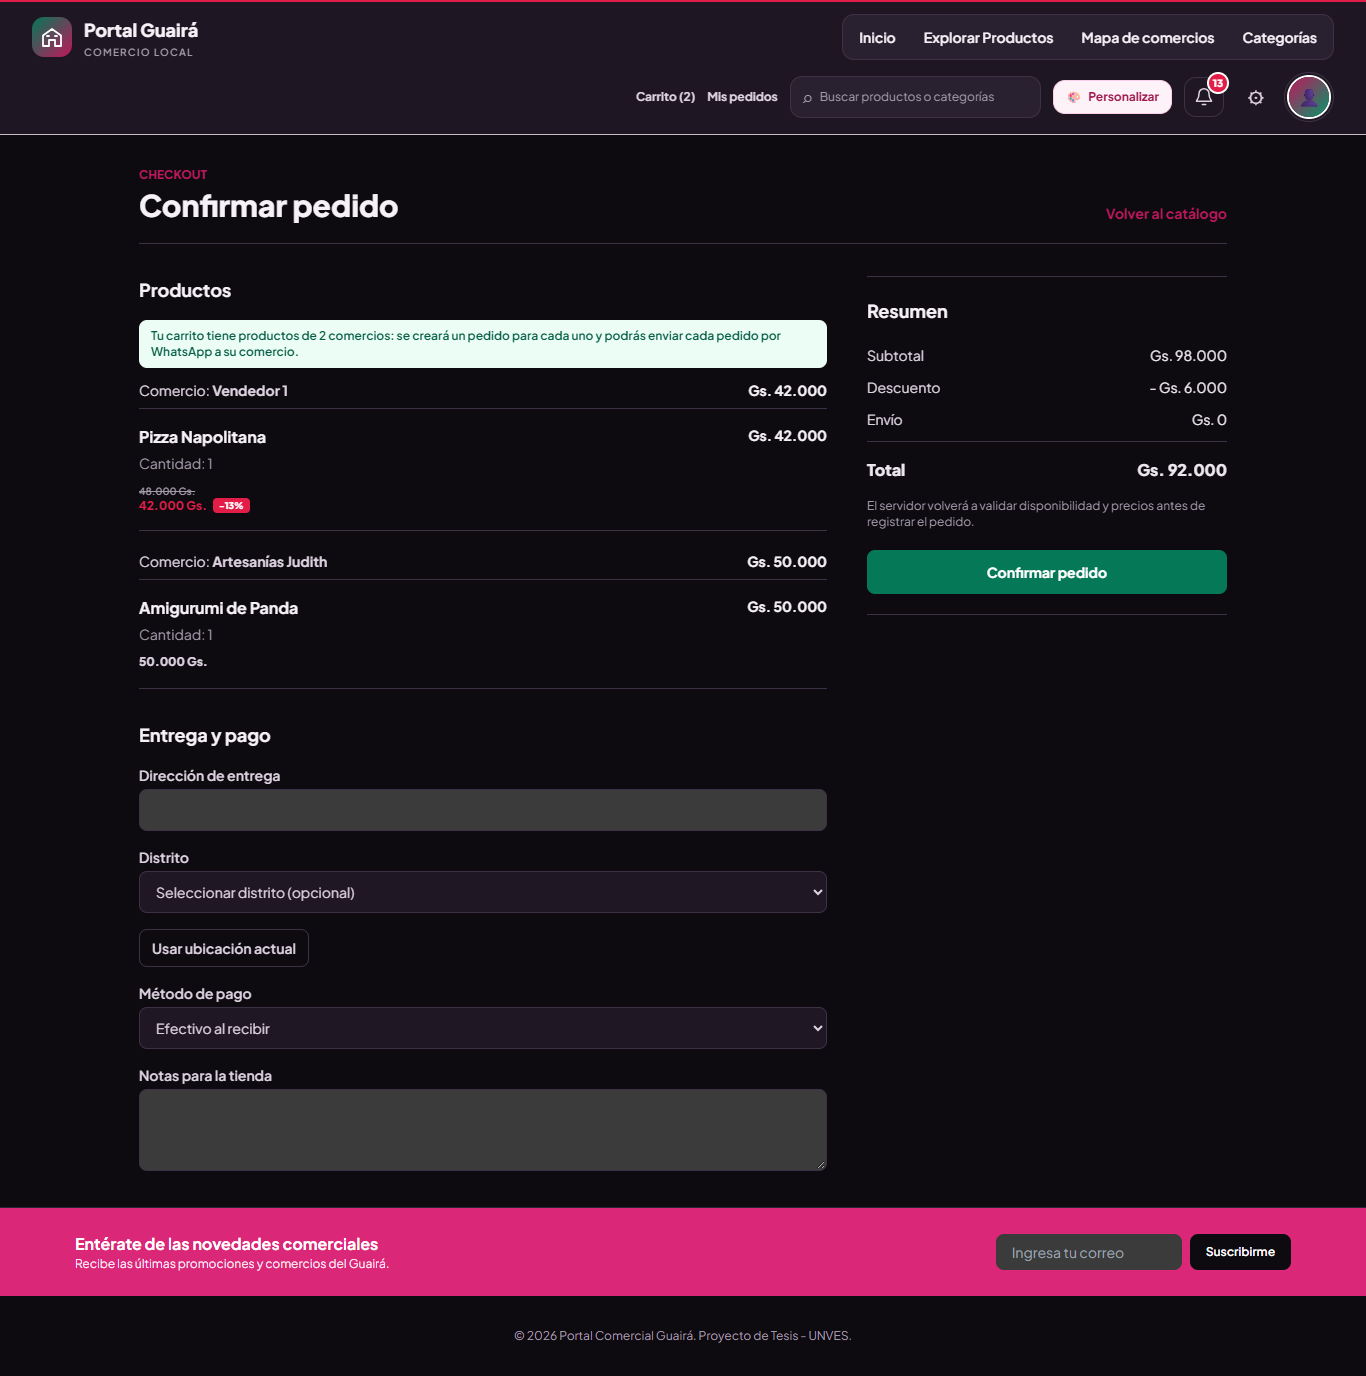 Portal Guairá
COMERCIO LOCAL
Inicio
Explorar Productos
Mapa de comercios
Categorías
Carrito (2)
Mis pedidos
Buscar productos o categorías
Personalizar
13
CHECKOUT
Confirmar pedido
Volver al catálogo
Productos
Tu carrito tiene productos de 2 comercios: se creará un pedido para cada uno y podrás enviar cada pedido por
WhatsApp a su comercio.
Comercio: Vendedor 1
Gs. 42.000
Pizza Napolitana
Gs. 42.000
Cantidad: 1
48.000 Gs.
42.000 Gs.
-13%
Comercio: Artesanías Judith
Gs. 50.000
Amigurumi de Panda
Gs. 50.000
Cantidad: 1
50.000 Gs.
Resumen
Subtotal
Gs. 98.000
Descuento
- Gs. 6.000
Envío
Gs. 0
Total
Gs. 92.000
El servidor volverá a validar disponibilidad y precios antes de
registrar el pedido.
Confirmar pedido
Entrega y pago
Dirección de entrega
Distrito
Seleccionar distrito (opcional)
Usar ubicación actual
Método de pago
Efectivo al recibir
Notas para la tienda
Entérate de las novedades comerciales
Recibe las últimas promociones y comercios del Guairá.
Ingresa tu correo
Suscribirme
© 2026 Portal Comercial Guairá. Proyecto de Tesis - UNVES.